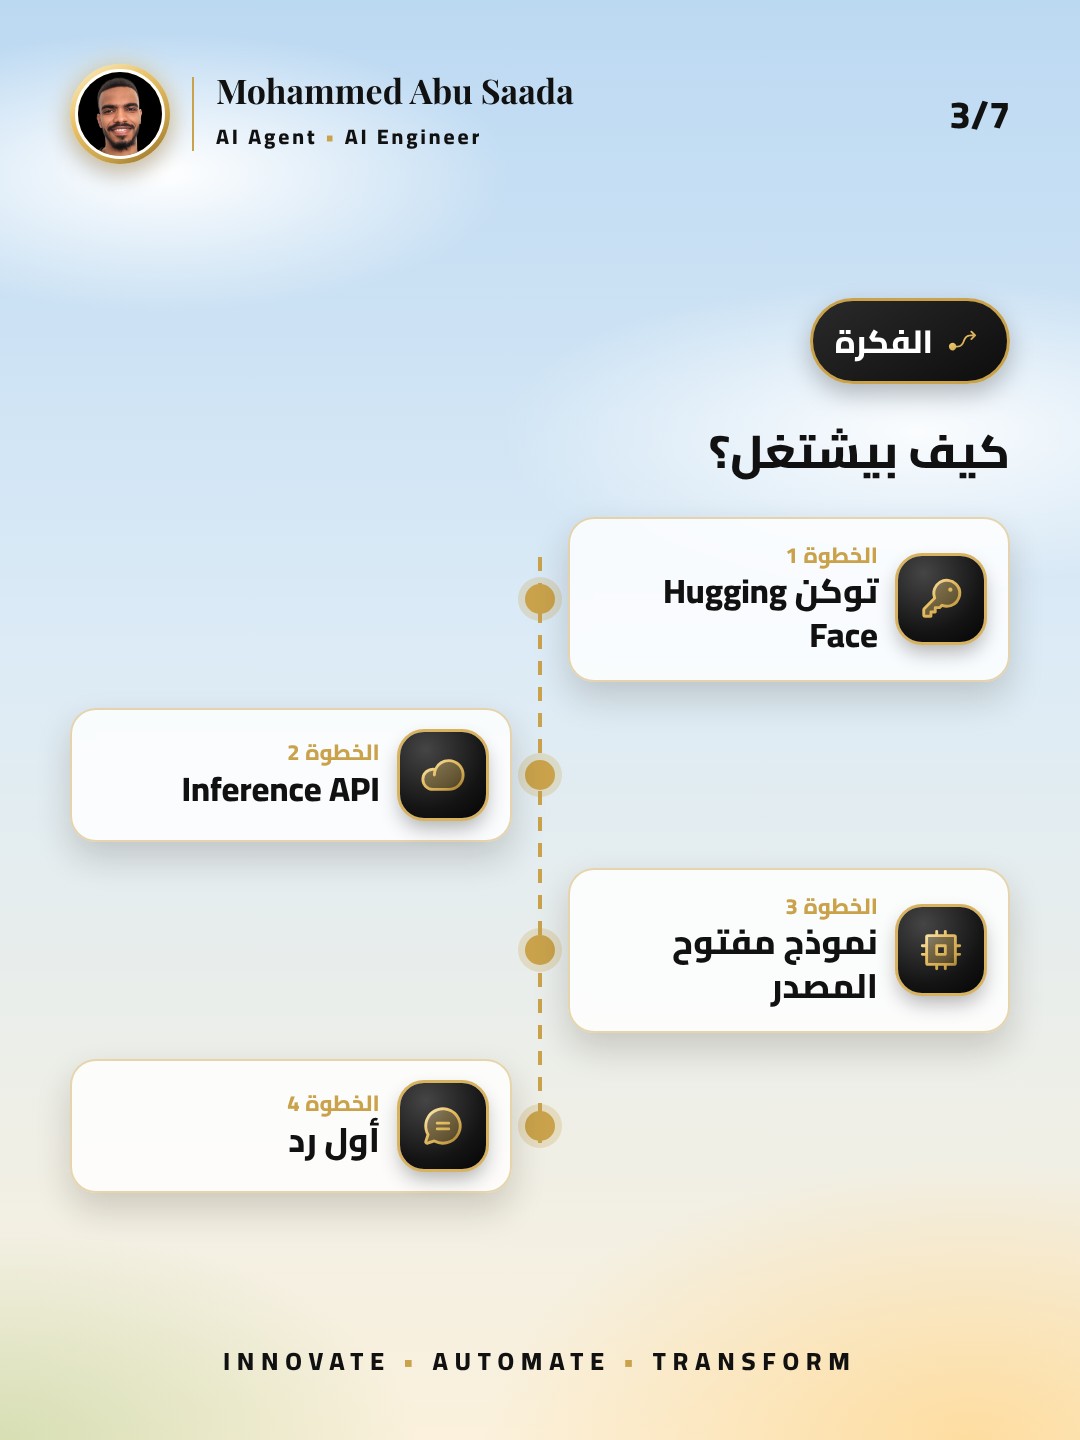 Mohammed Abu Saada
AI Agent ▪ AI Engineer
3/7
الفكرة
كيف بيشتغل؟
الخطوة 1
توكن Hugging
Face
الخطوة 2
Inference API
الخطوة 3
نموذج مفتوح
المصدر
الخطوة 4
أول رد
INNOVATE ▪ AUTOMATE ▪ TRANSFORM